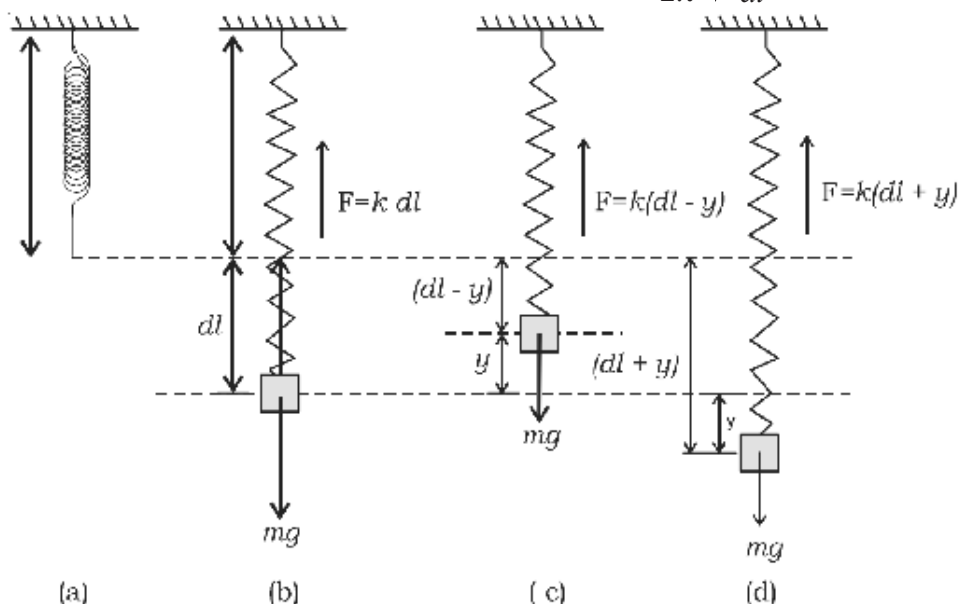 F=k dl
F=k(dl - y)
F=k(dl + y)
dl
(dl - y)
y
(dl + y)
y
mg
mg
mg
(a)
(b)
( c)
(d)